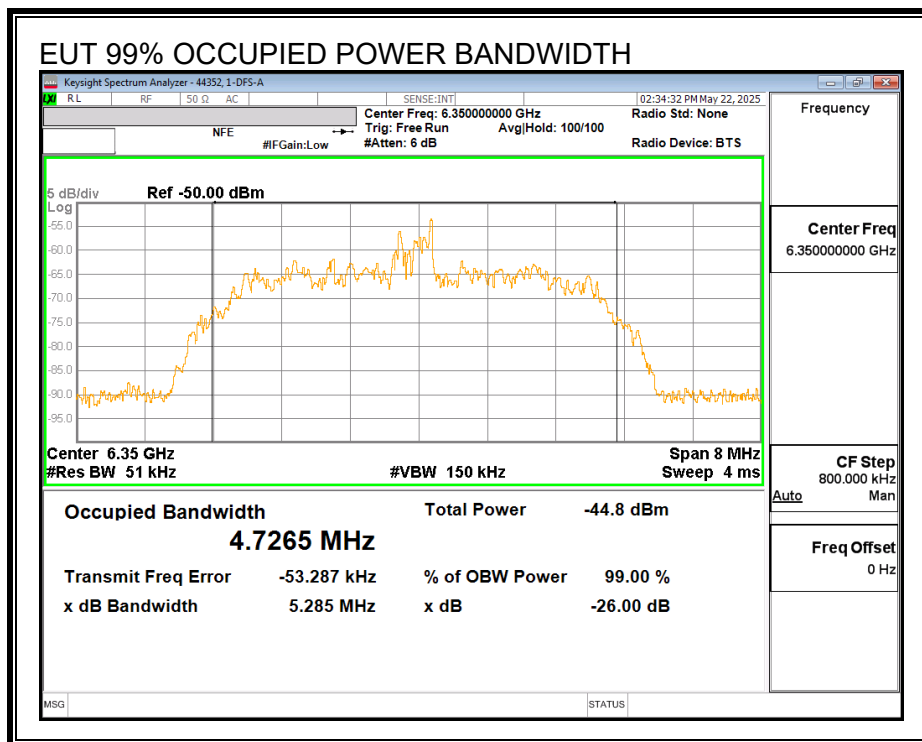 EUT 99% OCCUPIED POWER BANDWIDTH
Keysight Spectrum Analyzer - 44352, 1-DFS-A
LXI RL RF 50 Ω AC SENSE:INT 02:34:32 PM May 22, 2025
Center Freq: 6.350000000 GHz Radio Std: None
NFE Trig: Free Run Avg|Hold: 100/100
#IFGain:Low #Atten: 6 dB Radio Device: BTS
5 dB/div Ref -50.00 dBm
Log
-55.0
-60.0
-65.0
-70.0
-75.0
-80.0
-85.0
-90.0
-95.0
Center 6.35 GHz Span 8 MHz
#Res BW 51 kHz #VBW 150 kHz Sweep 4 ms
Occupied Bandwidth Total Power -44.8 dBm
4.7265 MHz
Transmit Freq Error -53.287 kHz % of OBW Power 99.00 %
x dB Bandwidth 5.285 MHz x dB -26.00 dB
MSG STATUS
Frequency
Center Freq
6.350000000 GHz
CF Step
800.000 kHz
Auto Man
Freq Offset
0 Hz